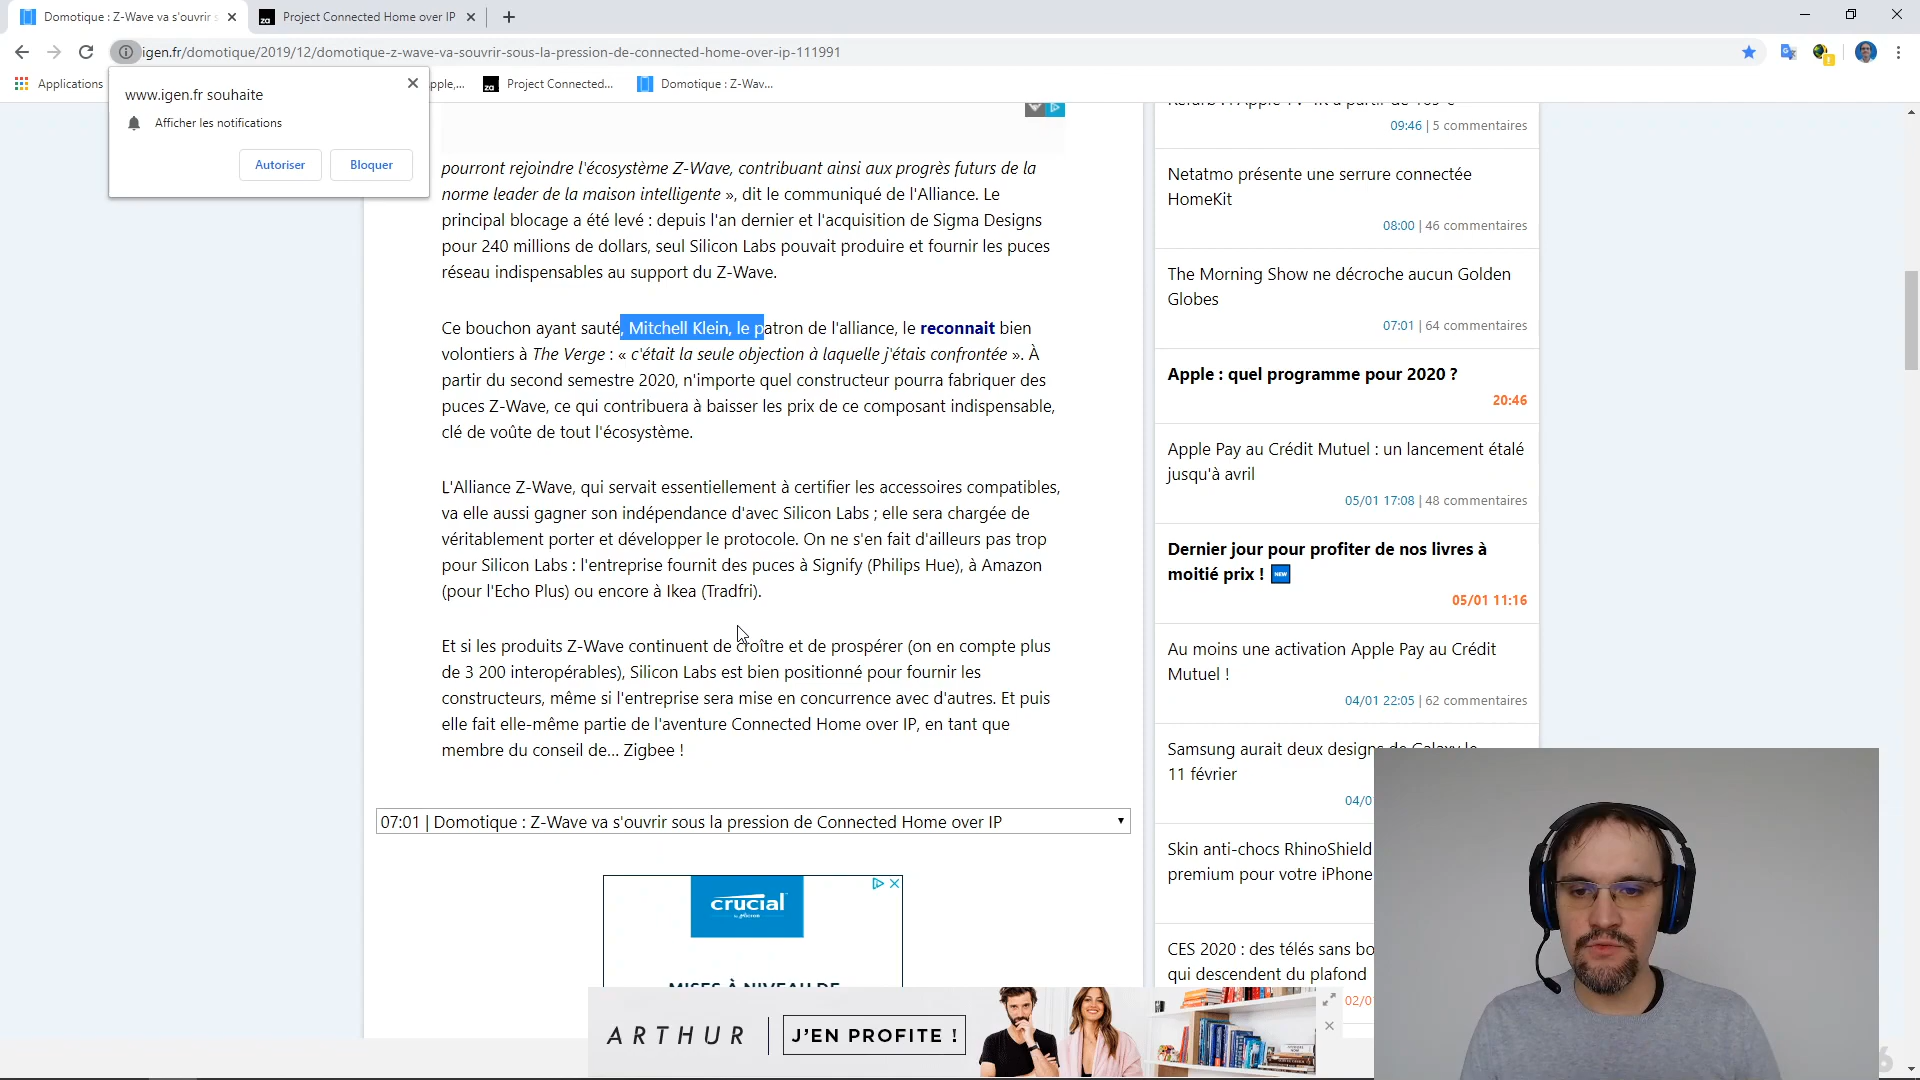 Domotique : Z-Wave va s'ouvrir s
Project Connected Home over IP
igen.fr/domotique/2019/12/domotique-z-wave-va-souvrir-sous-la-pression-de-connected-home-over-ip-111991
Applications
pple,...
Project Connected...
Domotique : Z-Wav...
www.igen.fr souhaite
Afficher les notifications
Autoriser
Bloquer
pourront rejoindre l'écosystème Z-Wave, contribuant ainsi aux progrès futurs de la
norme leader de la maison intelligente », dit le communiqué de l'Alliance. Le
principal blocage a été levé : depuis l'an dernier et l'acquisition de Sigma Designs
pour 240 millions de dollars, seul Silicon Labs pouvait produire et fournir les puces
réseau indispensables au support du Z-Wave.
Ce bouchon ayant sauté, Mitchell Klein, le patron de l'alliance, le reconnait bien
volontiers à The Verge : « c'était la seule objection à laquelle j'étais confrontée ». À
partir du second semestre 2020, n'importe quel constructeur pourra fabriquer des
puces Z-Wave, ce qui contribuera à baisser les prix de ce composant indispensable,
clé de voûte de tout l'écosystème.
L'Alliance Z-Wave, qui servait essentiellement à certifier les accessoires compatibles,
va elle aussi gagner son indépendance d'avec Silicon Labs ; elle sera chargée de
véritablement porter et développer le protocole. On ne s'en fait d'ailleurs pas trop
pour Silicon Labs : l'entreprise fournit des puces à Signify (Philips Hue), à Amazon
(pour l'Echo Plus) ou encore à Ikea (Tradfri).
Et si les produits Z-Wave continuent de croître et de prospérer (on en compte plus
de 3 200 interopérables), Silicon Labs est bien positionné pour fournir les
constructeurs, même si l'entreprise sera mise en concurrence avec d'autres. Et puis
elle fait elle-même partie de l'aventure Connected Home over IP, en tant que
membre du conseil de... Zigbee !
07:01 | Domotique : Z-Wave va s'ouvrir sous la pression de Connected Home over IP
crucial
by Micron
MISES À NIVEAU DE
ARTHUR
J'EN PROFITE !
09:46 | 5 commentaires
Netatmo présente une serrure connectée
HomeKit
08:00 | 46 commentaires
The Morning Show ne décroche aucun Golden
Globes
07:01 | 64 commentaires
Apple : quel programme pour 2020 ?
20:46
Apple Pay au Crédit Mutuel : un lancement étalé
jusqu'à avril
05/01 17:08 | 48 commentaires
Dernier jour pour profiter de nos livres à
moitié prix ! NEW
05/01 11:16
Au moins une activation Apple Pay au Crédit
Mutuel !
04/01 22:05 | 62 commentaires
Samsung aurait deux designs de Galaxy le
11 février
04/0
Skin anti-chocs RhinoShield
premium pour votre iPhone
CES 2020 : des télés sans bo
qui descendent du plafond
02/0